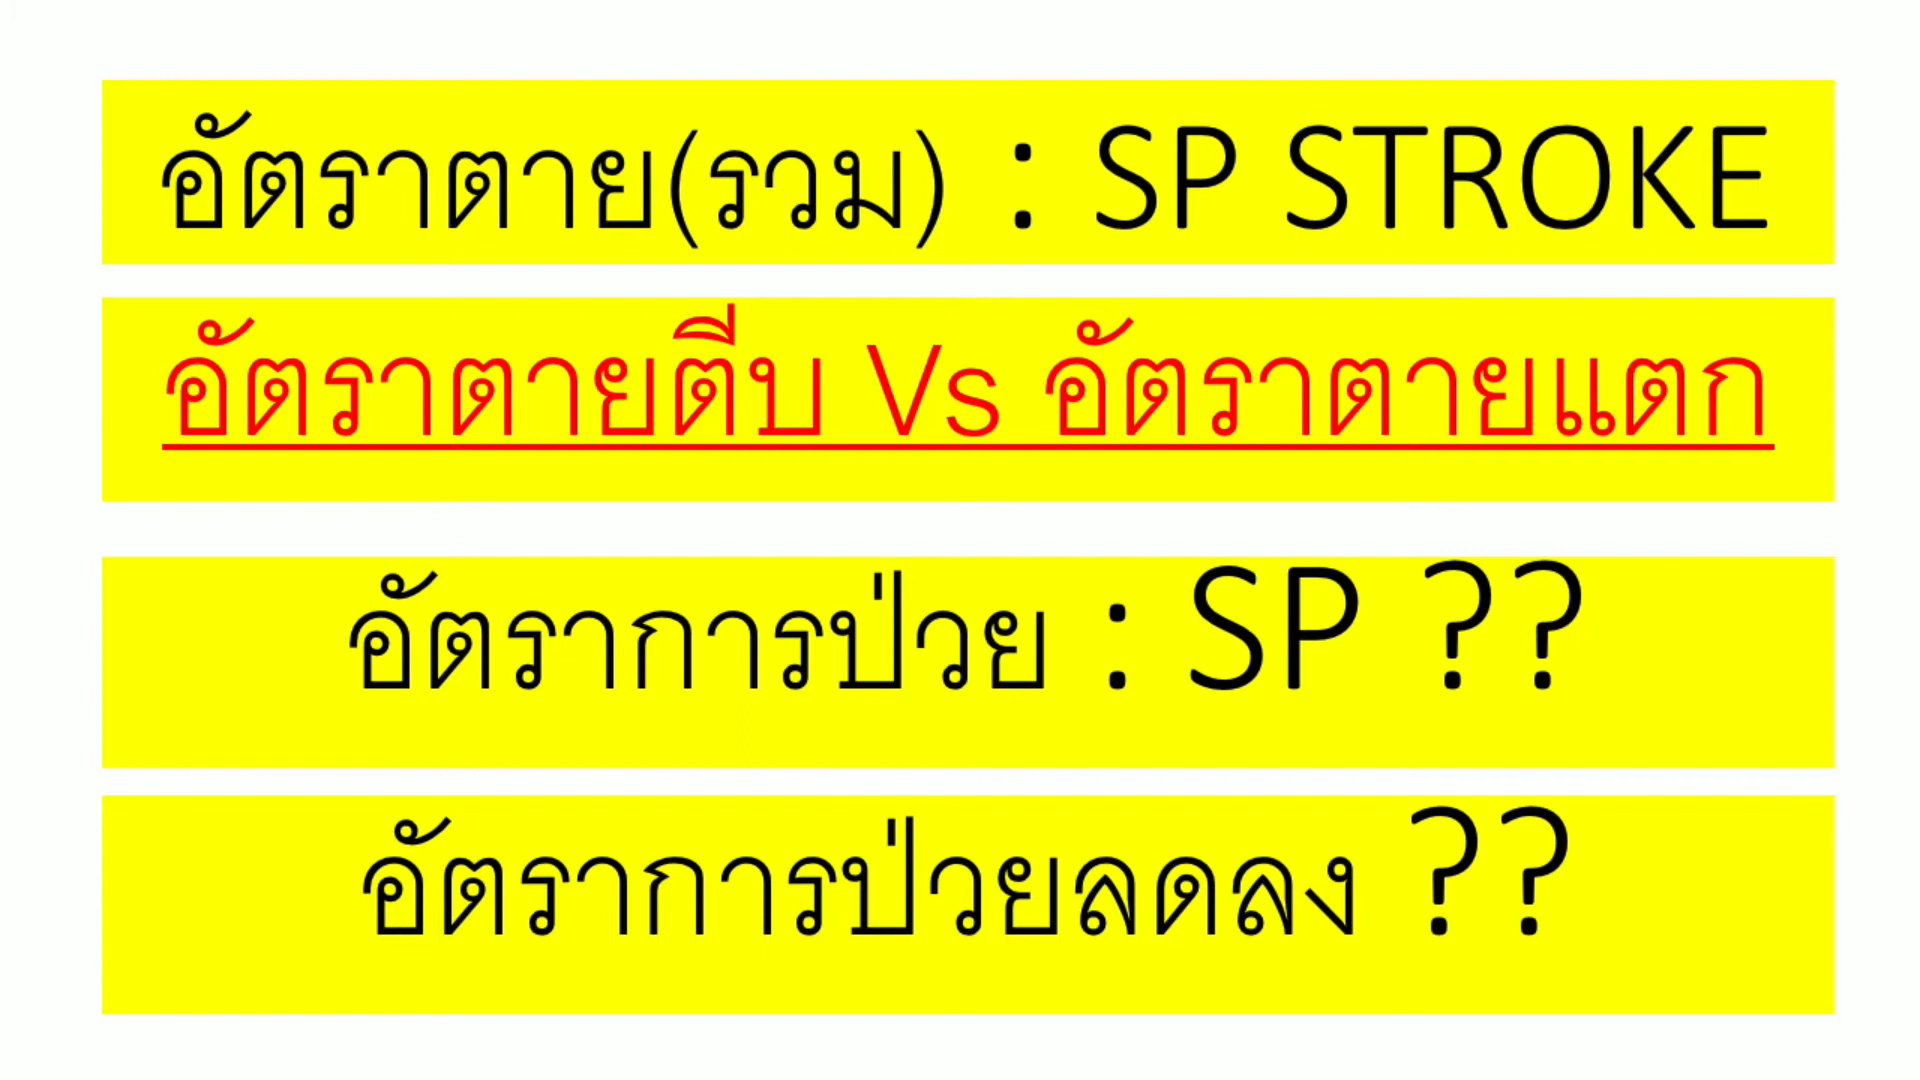 อัตราตาย(รวม) : SP STROKE
อัตราตายตีบ Vs อัตราตายแตก
อัตราการป่วย : SP ??
อัตราการป่วยลดลง ??